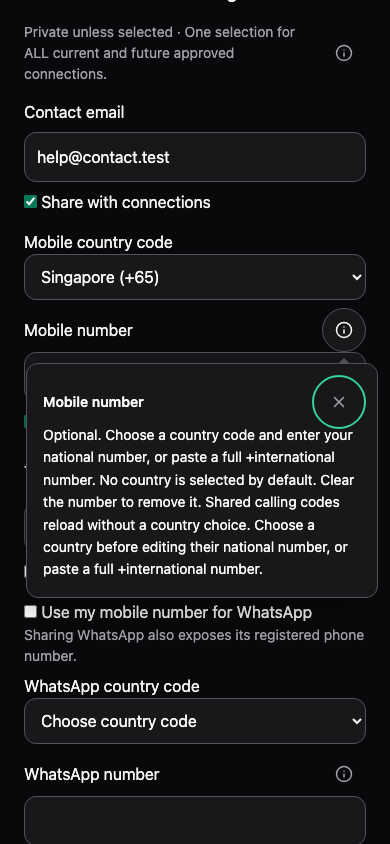 Private unless selected · One selection for
ALL current and future approved
connections.
Contact email
help@contact.test
Share with connections
Mobile country code
Singapore (+65)
Mobile number
Mobile number
Optional. Choose a country code and enter your
national number, or paste a full +international
number. No country is selected by default. Clear
the number to remove it. Shared calling codes
reload without a country choice. Choose a
country before editing their national number, or
paste a full +international number.
Use my mobile number for WhatsApp
Sharing WhatsApp also exposes its registered phone
number.
WhatsApp country code
Choose country code
WhatsApp number